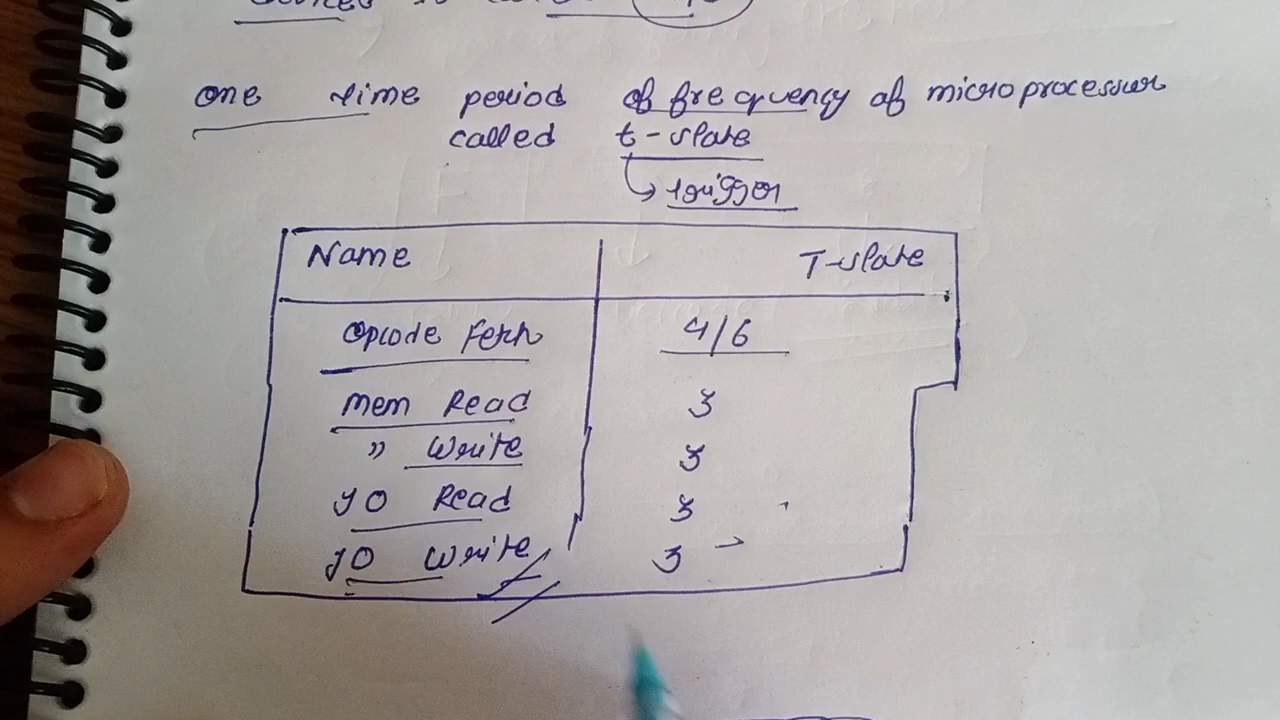 one time period of frequency of microprocessor
called t-state
↳ trigger
Name T-state
Opcode Fetch 4/6
Mem Read 3
" Write 3
IO Read 3
IO Write 3